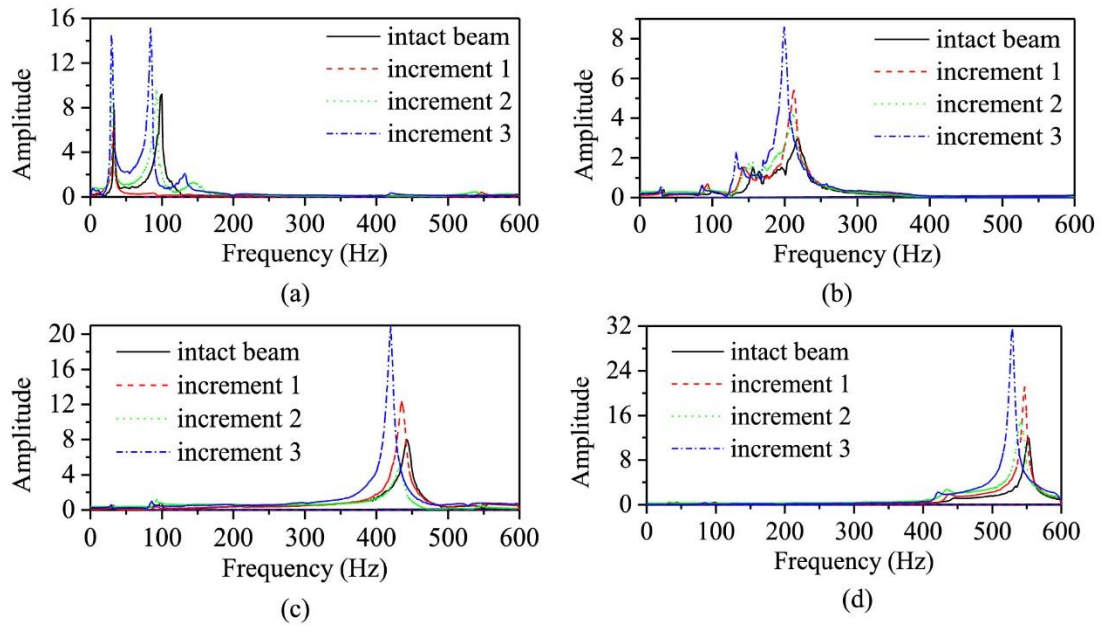 16
12
8
4
0
Amplitude
intact beam
increment 1
increment 2
increment 3
0 100 200 300 400 500 600
Frequency (Hz)
(a)
8
6
4
2
0
Amplitude
intact beam
increment 1
increment 2
increment 3
0 100 200 300 400 500 600
Frequency (Hz)
(b)
20
16
12
8
4
0
Amplitude
intact beam
increment 1
increment 2
increment 3
0 100 200 300 400 500 600
Frequency (Hz)
(c)
32
24
16
8
0
Amplitude
intact beam
increment 1
increment 2
increment 3
0 100 200 300 400 500 600
Frequency (Hz)
(d)